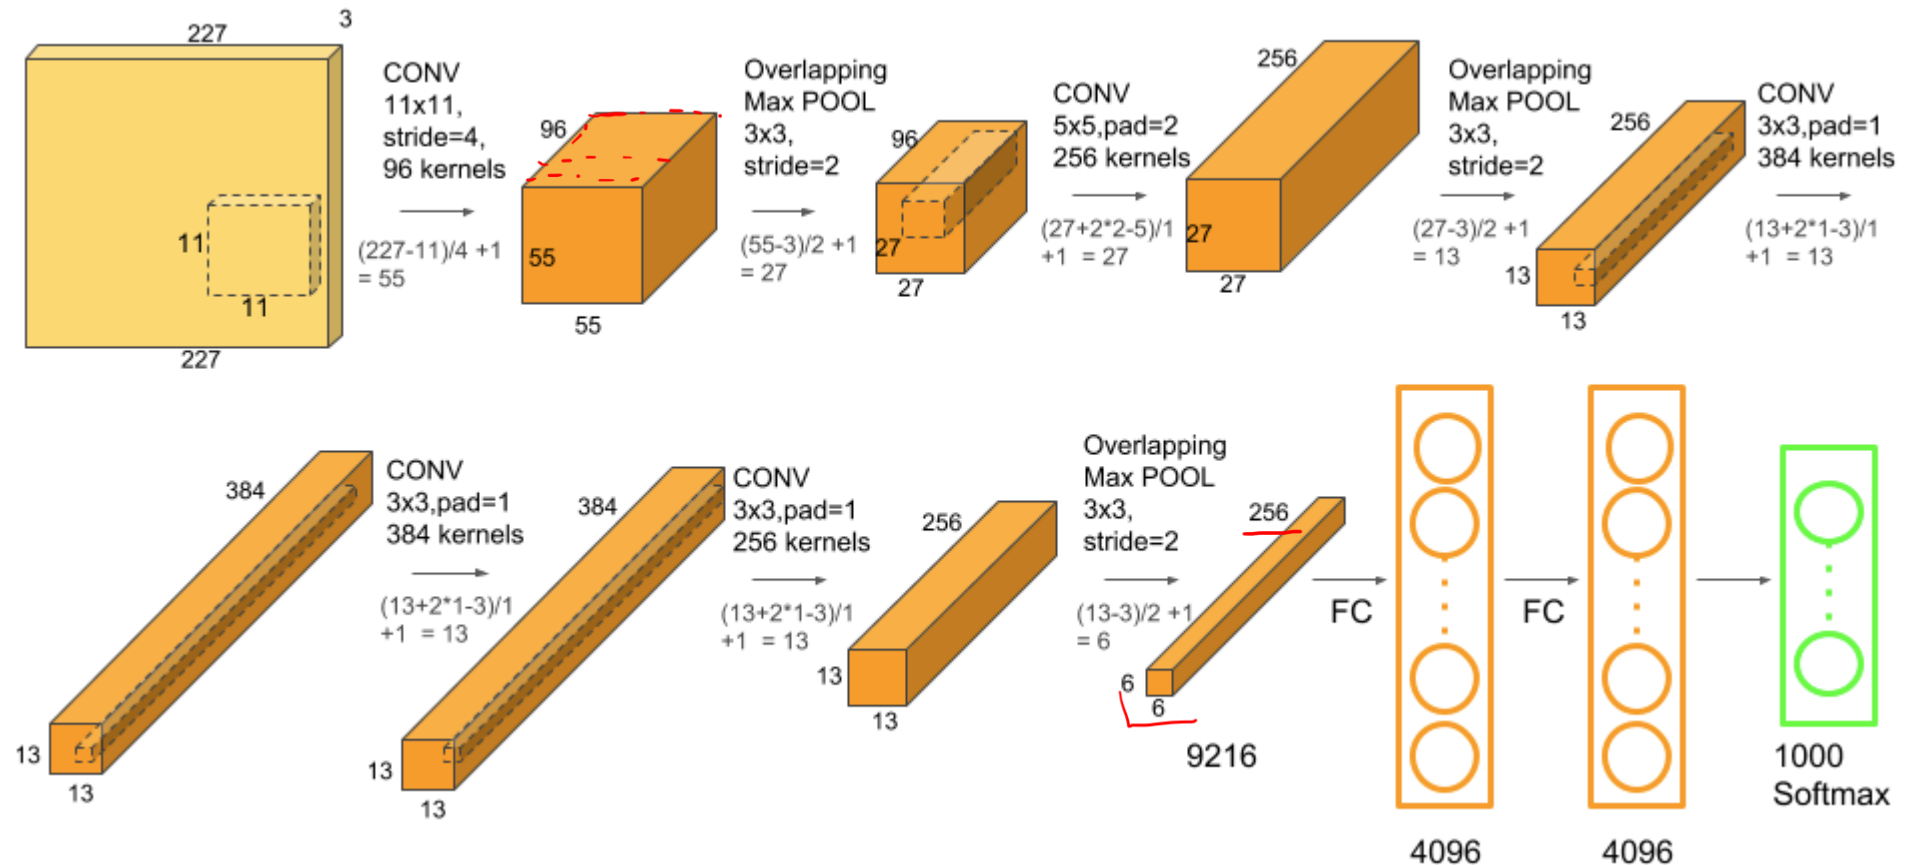 227
3
11
11
227
CONV
11x11,
stride=4,
96 kernels
(227-11)/4 +1
= 55
96
55
55
Overlapping
Max POOL
3x3,
stride=2
(55-3)/2 +1
= 27
96
27
27
CONV
5x5,pad=2
256 kernels
(27+2*2-5)/1
+1 = 27
256
27
27
Overlapping
Max POOL
3x3,
stride=2
(27-3)/2 +1
= 13
256
13
13
CONV
3x3,pad=1
384 kernels
(13+2*1-3)/1
+1 = 13
384
13
13
CONV
3x3,pad=1
384 kernels
(13+2*1-3)/1
+1 = 13
384
13
13
CONV
3x3,pad=1
256 kernels
(13+2*1-3)/1
+1 = 13
256
13
13
Overlapping
Max POOL
3x3,
stride=2
(13-3)/2 +1
= 6
256
6
6
9216
FC
4096
FC
4096
1000
Softmax